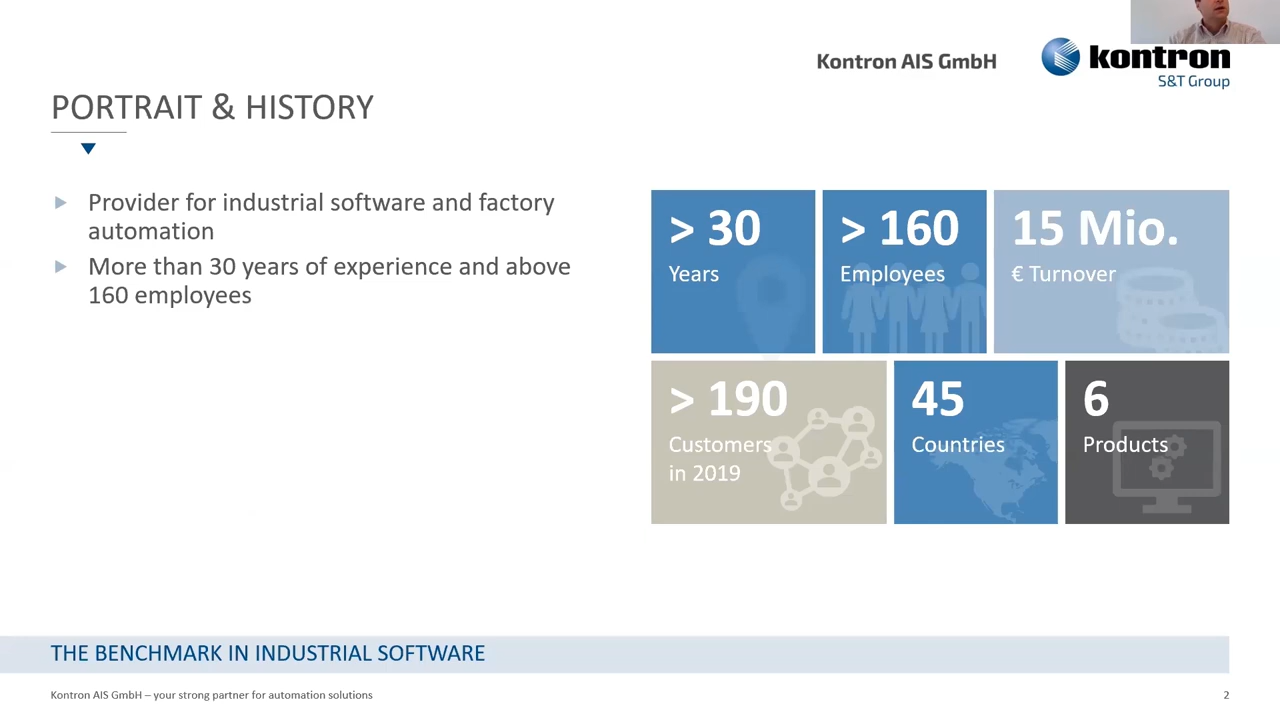 Kontron AIS GmbH
kontron
S&T Group
PORTRAIT & HISTORY
Provider for industrial software and factory
automation
More than 30 years of experience and above
160 employees
> 30
Years
> 160
Employees
15 Mio.
€ Turnover
> 190
Customers
in 2019
45
Countries
6
Products
THE BENCHMARK IN INDUSTRIAL SOFTWARE
Kontron AIS GmbH – your strong partner for automation solutions
2